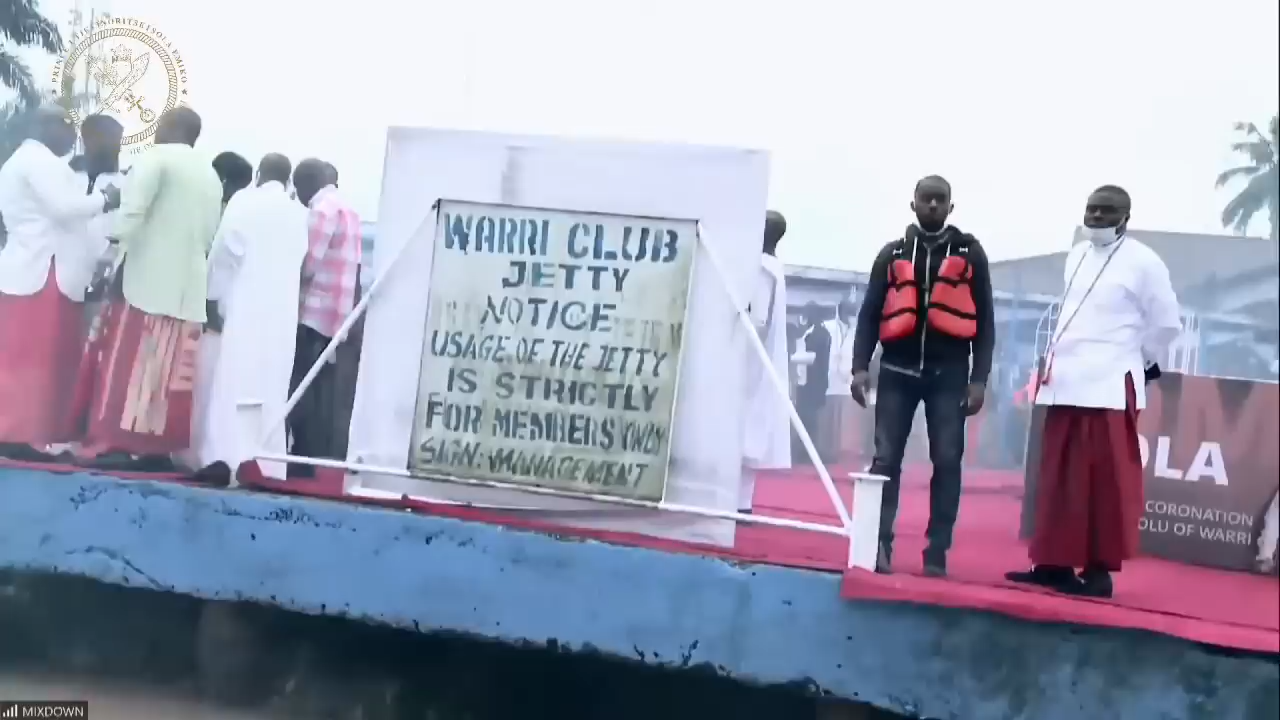 WARRI CLUB
JETTY
NOTICE
USAGE OF THE JETTY
IS STRICTLY
FOR MEMBERS ONLY
SIGN: MANAGEMENT
OLA
CORONATION
OLU OF WARRI
MIXDOWN